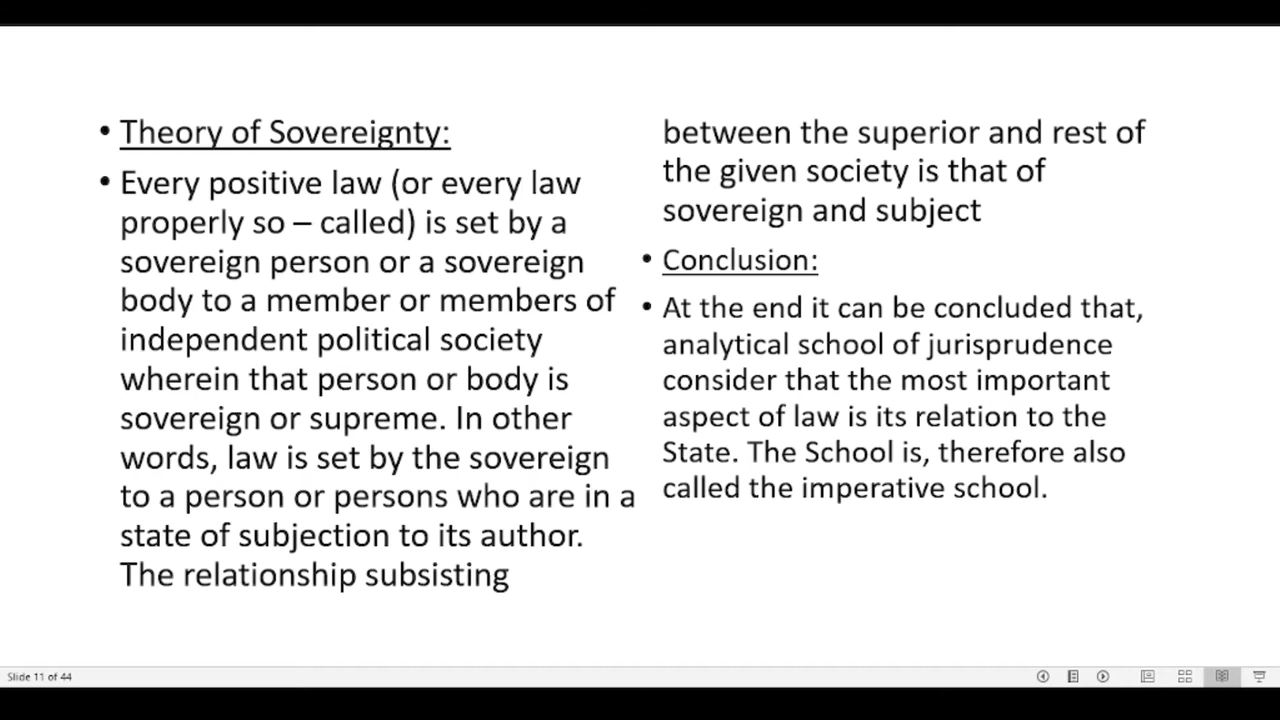 • Theory of Sovereignty:
• Every positive law (or every law
properly so – called) is set by a
sovereign person or a sovereign
body to a member or members of
independent political society
wherein that person or body is
sovereign or supreme. In other
words, law is set by the sovereign
to a person or persons who are in a
state of subjection to its author.
The relationship subsisting
between the superior and rest of
the given society is that of
sovereign and subject
• Conclusion:
• At the end it can be concluded that,
analytical school of jurisprudence
consider that the most important
aspect of law is its relation to the
State. The School is, therefore also
called the imperative school.
Slide 11 of 44